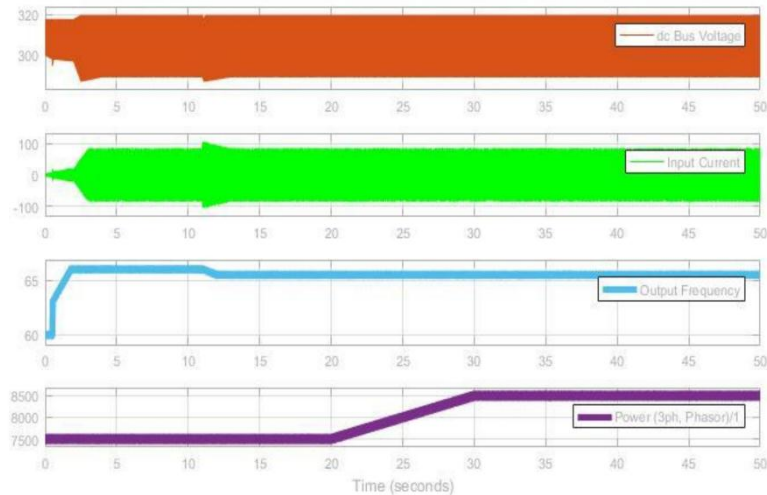 320
dc Bus Voltage
300
0 5 10 15 20 25 30 35 40 45 50
100
Input Current
0
-100
0 5 10 15 20 25 30 35 40 45 50
65
Output Frequency
60
0 5 10 15 20 25 30 35 40 45 50
8500
Power (3ph, Phasor)/1
8000
7500
0 5 10 15 20 25 30 35 40 45 50
Time (seconds)